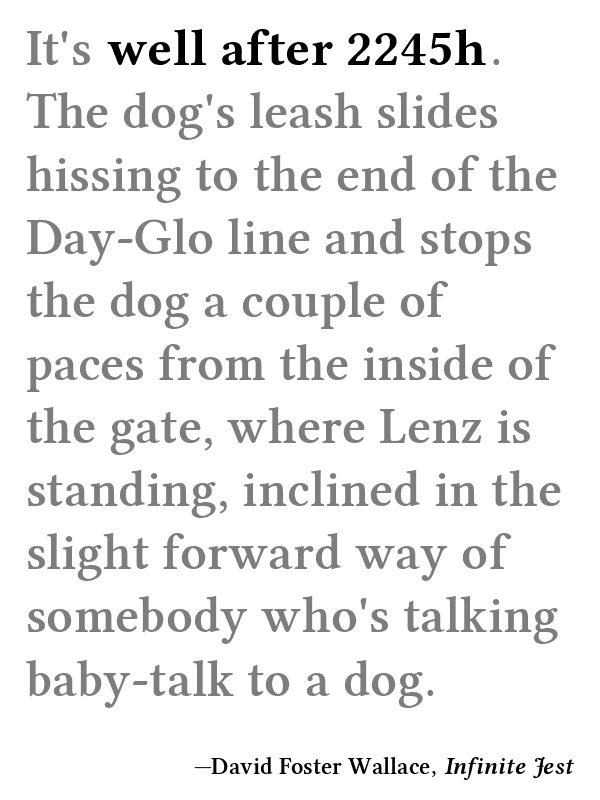 It's well after 2245h.
The dog's leash slides
hissing to the end of the
Day-Glo line and stops
the dog a couple of
paces from the inside of
the gate, where Lenz is
standing, inclined in the
slight forward way of
somebody who's talking
baby-talk to a dog.
—David Foster Wallace, Infinite Jest